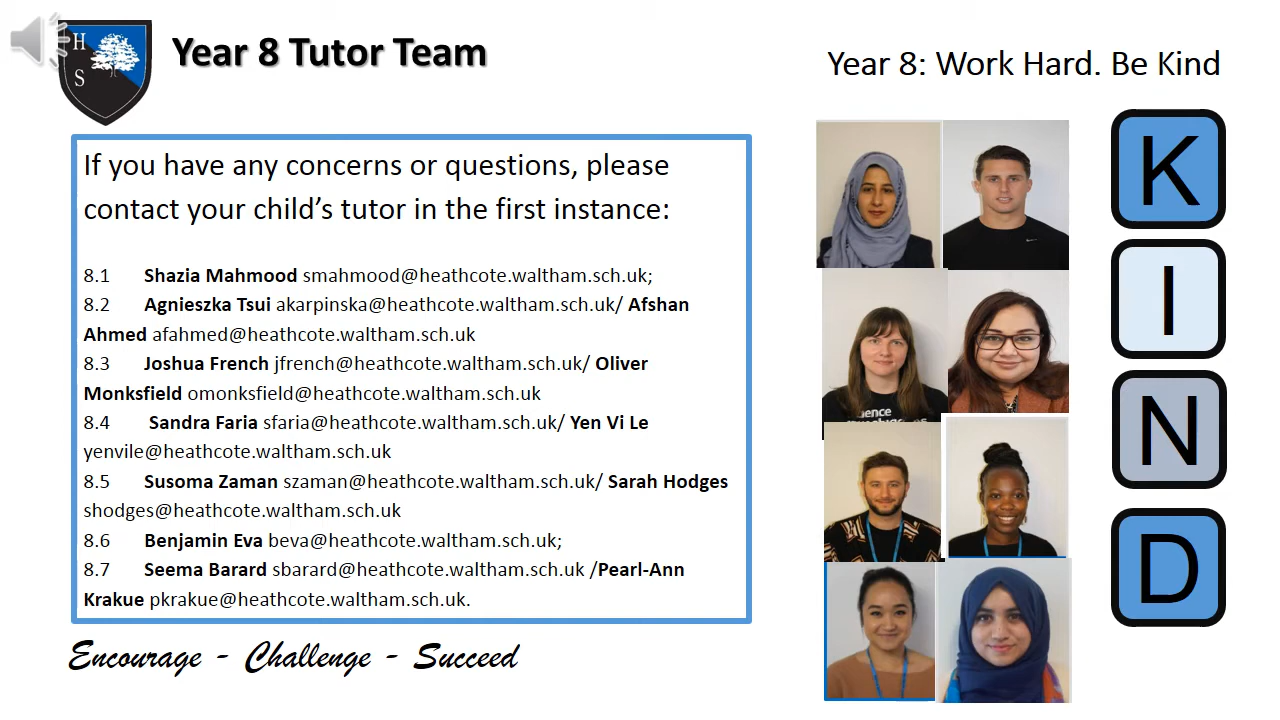 H
S
Year 8 Tutor Team
Year 8: Work Hard. Be Kind
If you have any concerns or questions, please
contact your child’s tutor in the first instance:
8.1 Shazia Mahmood smahmood@heathcote.waltham.sch.uk;
8.2 Agnieszka Tsui akarpinska@heathcote.waltham.sch.uk/ Afshan
Ahmed afahmed@heathcote.waltham.sch.uk
8.3 Joshua French jfrench@heathcote.waltham.sch.uk/ Oliver
Monksfield omonksfield@heathcote.waltham.sch.uk
8.4 Sandra Faria sfaria@heathcote.waltham.sch.uk/ Yen Vi Le
yenvile@heathcote.waltham.sch.uk
8.5 Susoma Zaman szaman@heathcote.waltham.sch.uk/ Sarah Hodges
shodges@heathcote.waltham.sch.uk
8.6 Benjamin Eva beva@heathcote.waltham.sch.uk;
8.7 Seema Barard sbarard@heathcote.waltham.sch.uk /Pearl-Ann
Krakue pkrakue@heathcote.waltham.sch.uk.
Encourage - Challenge - Succeed
K
I
N
D